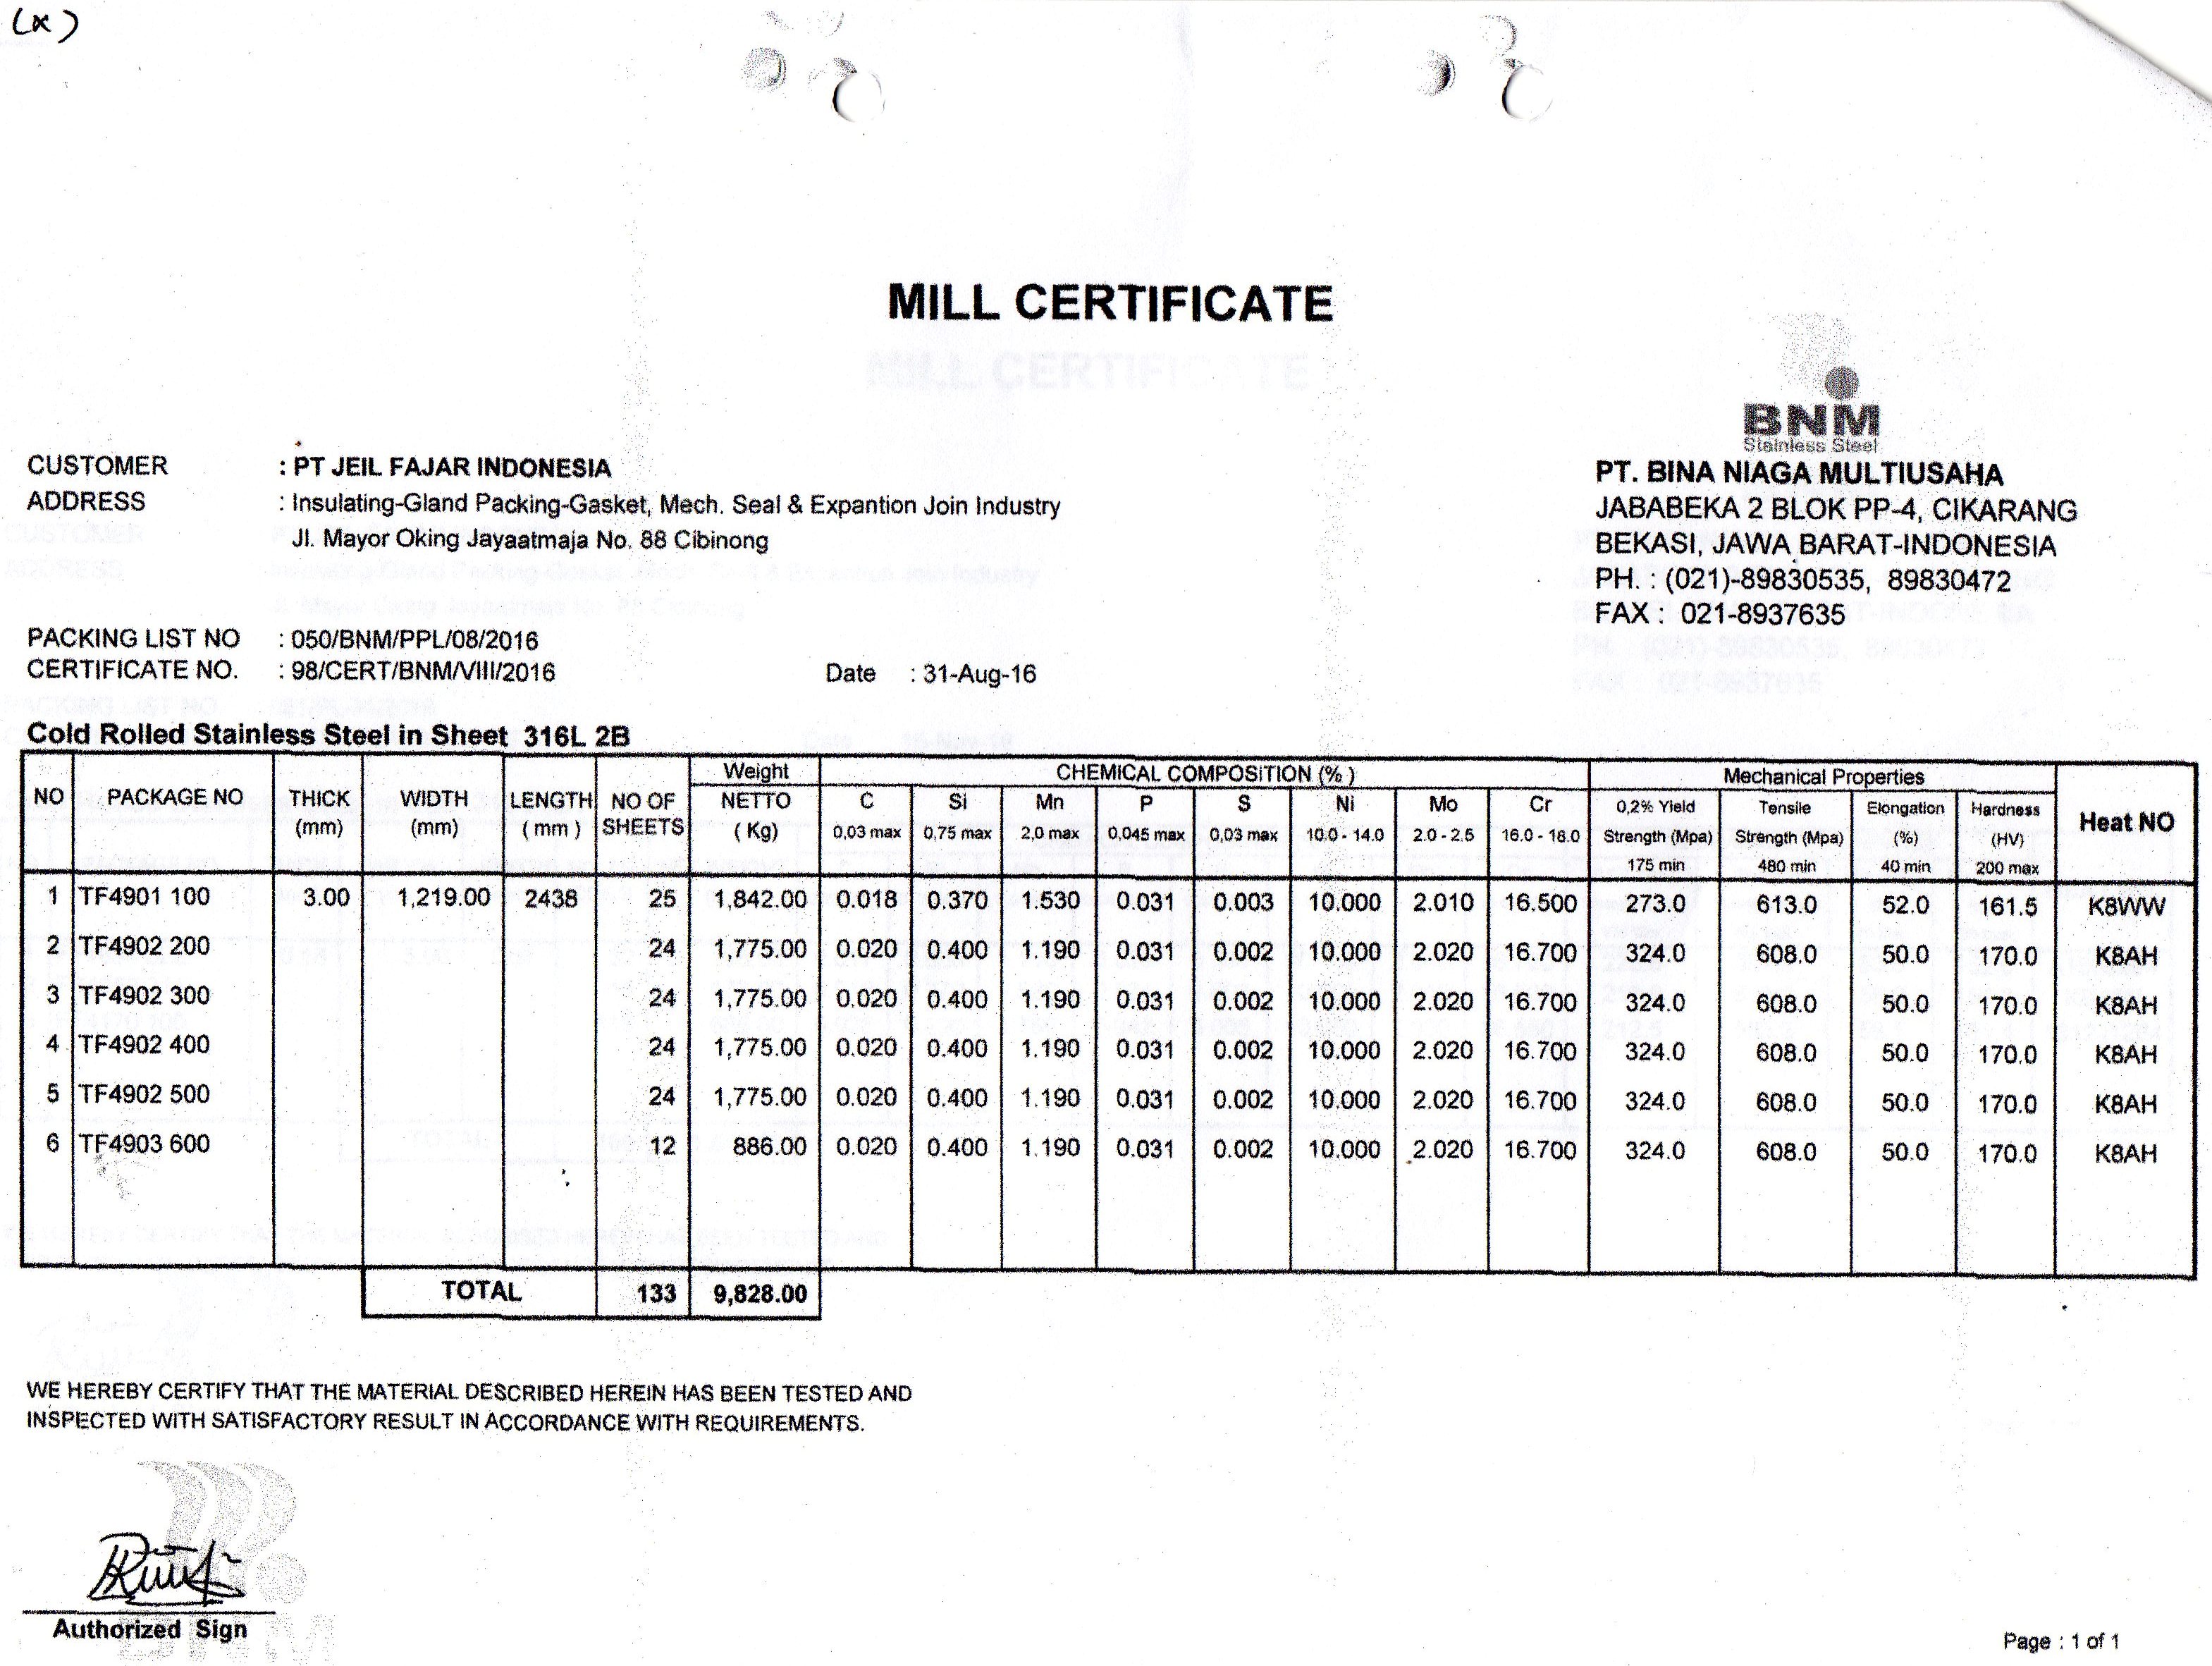 (x)
MILL CERTIFICATE
BNM
Stainless Steel
CUSTOMER : PT JEIL FAJAR INDONESIA
ADDRESS : Insulating-Gland Packing-Gasket, Mech. Seal & Expantion Join Industry
Jl. Mayor Oking Jayaatmaja No. 88 Cibinong
PT. BINA NIAGA MULTIUSAHA
JABABEKA 2 BLOK PP-4, CIKARANG
BEKASI, JAWA BARAT-INDONESIA
PH. : (021)-89830535, 89830472
FAX : 021-8937635
PACKING LIST NO : 050/BNM/PPL/08/2016
CERTIFICATE NO. : 98/CERT/BNM/VIII/2016 Date : 31-Aug-16
Cold Rolled Stainless Steel in Sheet 316L 2B
Weight CHEMICAL COMPOSITION (% ) Mechanical Properties
NO PACKAGE NO THICK WIDTH LENGTH NO OF NETTO C Si Mn P S Ni Mo Cr 0,2% Yield Tensile Elongation Hardness Heat NO
(mm) (mm) ( mm ) SHEETS ( Kg) 0,03 max 0,75 max 2,0 max 0,045 max 0,03 max 10.0 - 14.0 2.0 - 2.5 16.0 - 18.0 Strength (Mpa) Strength (Mpa) (%) (HV)
175 min 480 min 40 min 200 max
1 TF4901 100 3.00 1,219.00 2438 25 1,842.00 0.018 0.370 1.530 0.031 0.003 10.000 2.010 16.500 273.0 613.0 52.0 161.5 K8WW
2 TF4902 200 24 1,775.00 0.020 0.400 1.190 0.031 0.002 10.000 2.020 16.700 324.0 608.0 50.0 170.0 K8AH
3 TF4902 300 24 1,775.00 0.020 0.400 1.190 0.031 0.002 10.000 2.020 16.700 324.0 608.0 50.0 170.0 K8AH
4 TF4902 400 24 1,775.00 0.020 0.400 1.190 0.031 0.002 10.000 2.020 16.700 324.0 608.0 50.0 170.0 K8AH
5 TF4902 500 24 1,775.00 0.020 0.400 1.190 0.031 0.002 10.000 2.020 16.700 324.0 608.0 50.0 170.0 K8AH
6 TF4903 600 12 886.00 0.020 0.400 1.190 0.031 0.002 10.000 2.020 16.700 324.0 608.0 50.0 170.0 K8AH
TOTAL 133 9,828.00
WE HEREBY CERTIFY THAT THE MATERIAL DESCRIBED HEREIN HAS BEEN TESTED AND
INSPECTED WITH SATISFACTORY RESULT IN ACCORDANCE WITH REQUIREMENTS.
Authorized Sign
BNM
Page : 1 of 1